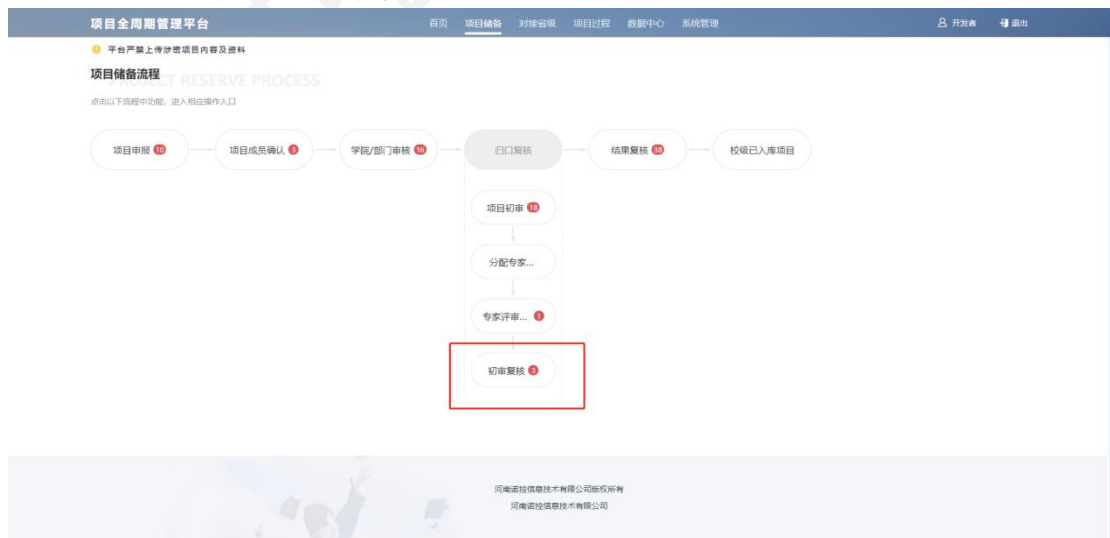 项目全周期管理平台 首页 项目储备 对接省级 项目过程 数据中心 系统管理 开发者 退出
平台严禁上传涉密项目内容及资料
项目储备流程
PROJECT RESERVE PROCESS
点击以下流程中功能，进入相应操作入口
项目申报 10 项目成员确认 3 学院/部门审核 16 归口复核 结果复核 38 校级已入库项目
项目初审 18
分配专家...
专家评审... 1
初审复核 3
河南诺控信息技术有限公司版权所有
河南诺控信息技术有限公司